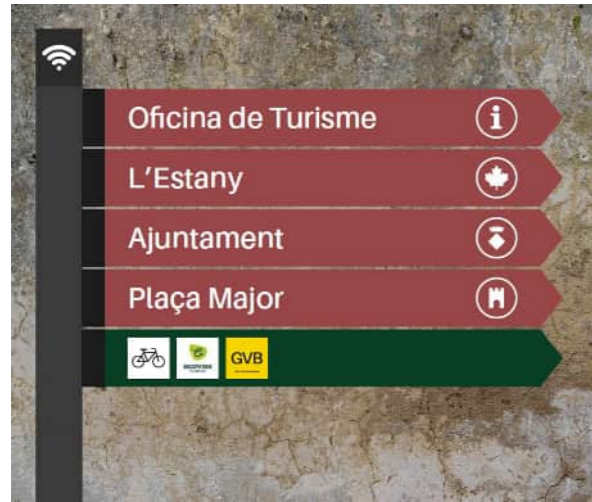 Oficina de Turisme
L'Estany
Ajuntament
Plaça Major
GVB